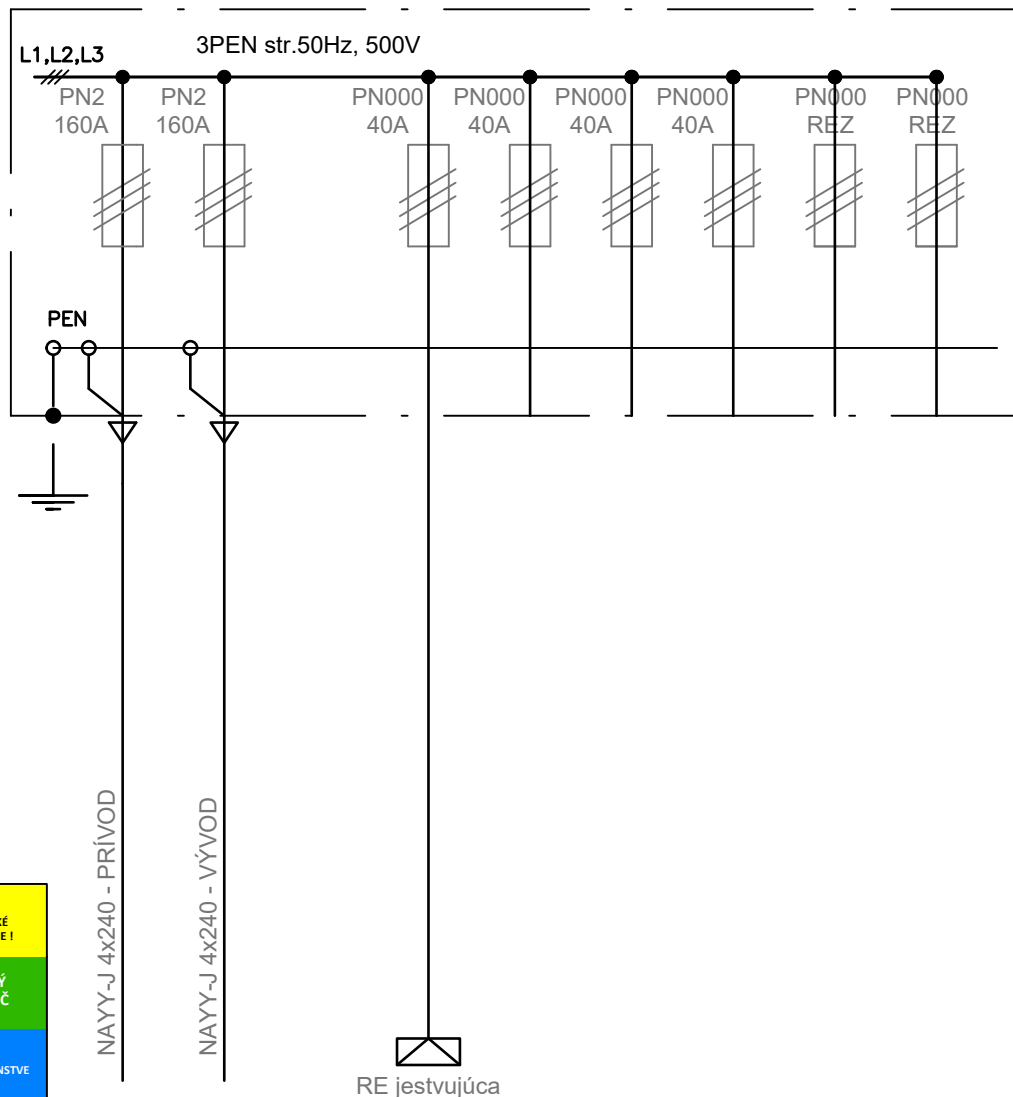 3PEN str.50Hz, 500V
L1,L2,L3
PN2
160A
PN2
160A
PN000
40A
PN000
40A
PN000
40A
PN000
40A
PN000
REZ
PN000
REZ
PEN
NAYY-J 4x240 - PRÍVOD
NAYY-J 4x240 - VÝVOD
RE jestvujúca